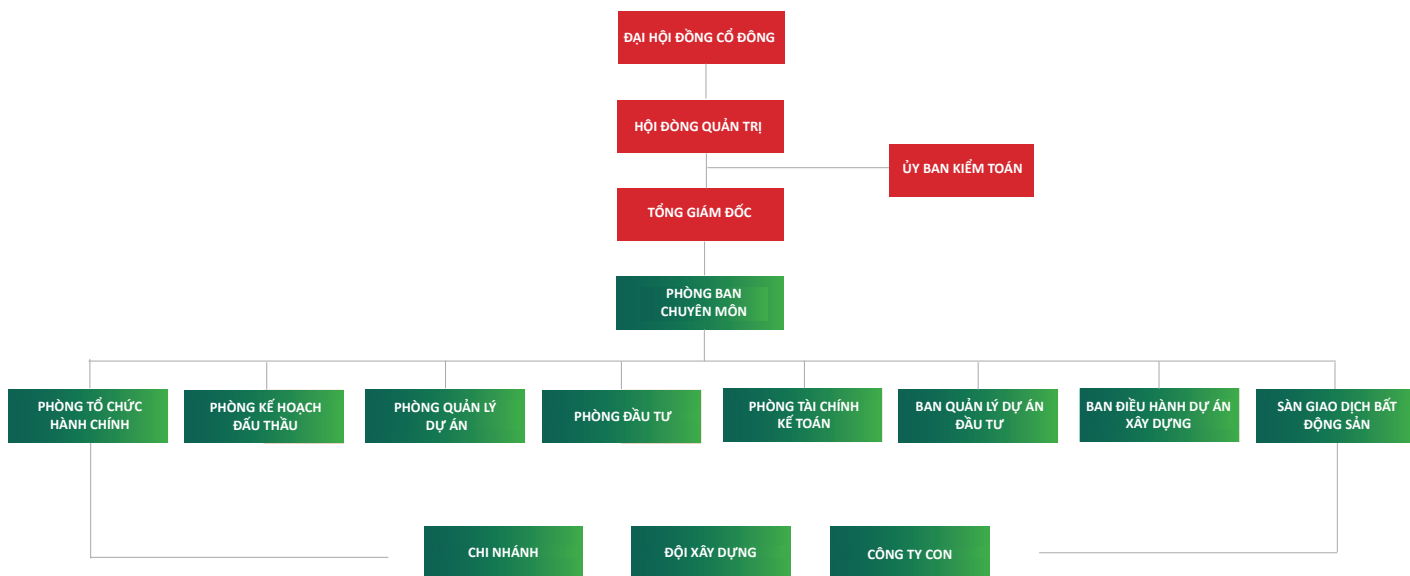 ĐẠI HỘI ĐỒNG CỔ ĐÔNG
HỘI ĐÒNG QUẢN TRỊ
ỦY BAN KIỂM TOÁN
TỔNG GIÁM ĐỐC
PHÒNG BAN
CHUYÊN MÔN
PHÒNG TỔ CHỨC
HÀNH CHÍNH
PHÒNG KẾ HOẠCH
ĐẤU THẦU
PHÒNG QUẢN LÝ
DỰ ÁN
PHÒNG ĐẦU TƯ
PHÒNG TÀI CHÍNH
KẾ TOÁN
BAN QUẢN LÝ DỰ ÁN
ĐẦU TƯ
BAN ĐIỀU HÀNH DỰ ÁN
XÂY DỰNG
SÀN GIAO DỊCH BẤT
ĐỘNG SẢN
CHI NHÁNH
ĐỘI XÂY DỰNG
CÔNG TY CON